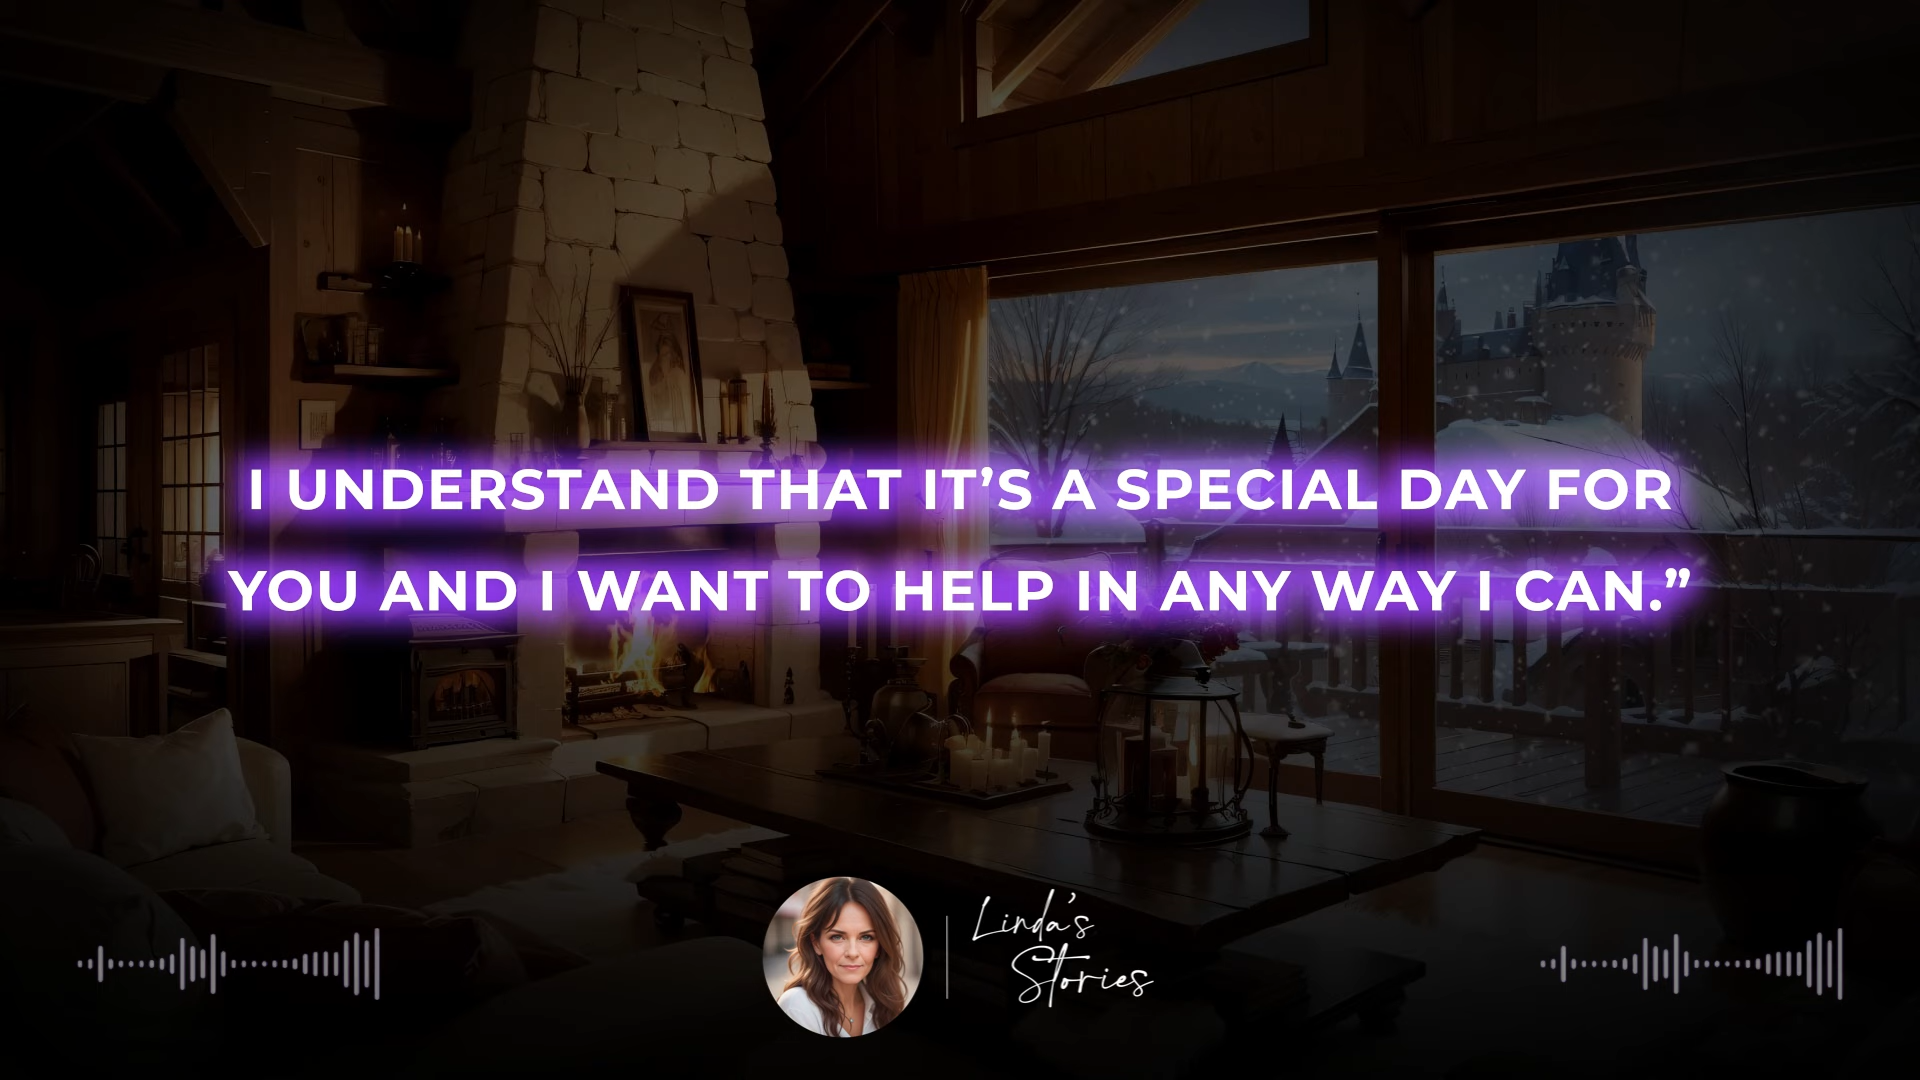 I UNDERSTAND THAT IT’S A SPECIAL DAY FOR
YOU AND I WANT TO HELP IN ANY WAY I CAN.”
Linda’s
Stories